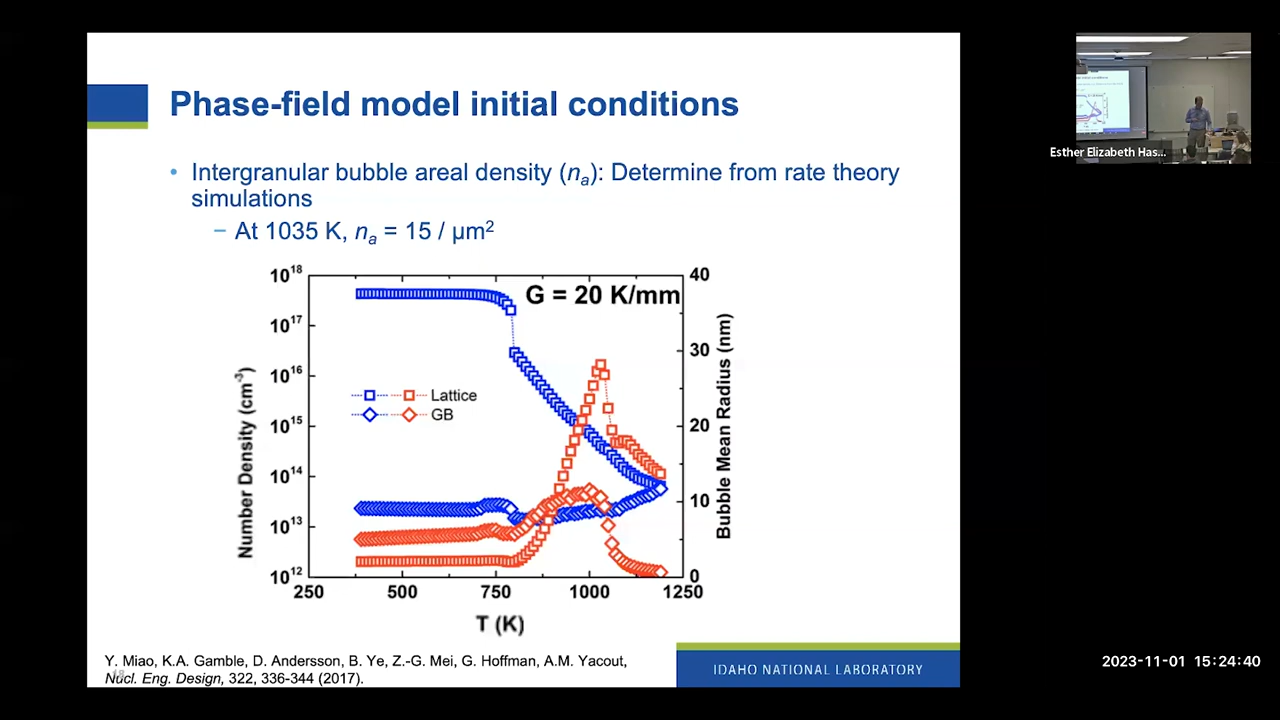 Phase-field model initial conditions
• Intergranular bubble areal density (nₐ): Determine from rate theory
simulations
− At 1035 K, nₐ = 15 / μm²
10¹⁸
10¹⁷
10¹⁶
10¹⁵
10¹⁴
10¹³
10¹²
Number Density (cm⁻³)
G = 20 K/mm
Lattice
GB
40
30
20
10
0
Bubble Mean Radius (nm)
250 500 750 1000 1250
T (K)
Y. Miao, K.A. Gamble, D. Andersson, B. Ye, Z.-G. Mei, G. Hoffman, A.M. Yacout,
Nucl. Eng. Design, 322, 336-344 (2017).
IDAHO NATIONAL LABORATORY
Esther Elizabeth Has...
2023-11-01 15:24:40